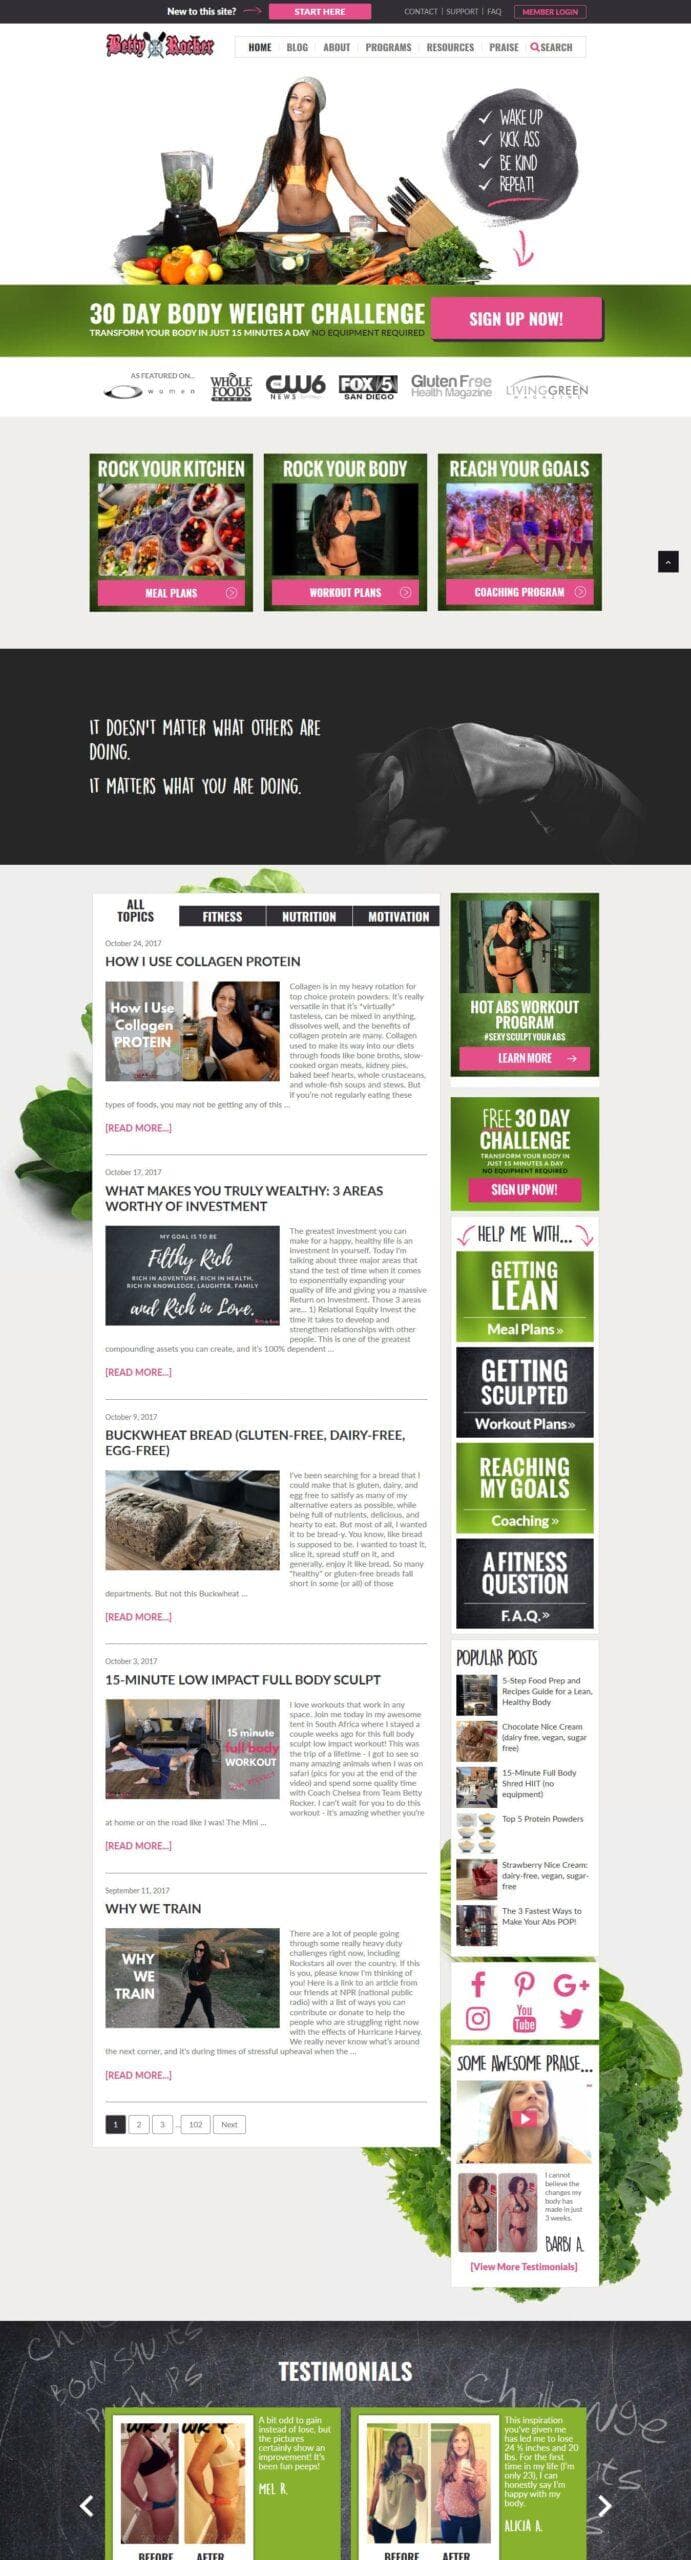 New to this site?
START HERE
CONTACT | SUPPORT | FAQ
MEMBER LOGIN
Betty Rocker
HOME
BLOG
ABOUT
PROGRAMS
RESOURCES
PRAISE
SEARCH
WAKE UP
KICK ASS
BE KIND
REPEAT!
30 DAY BODY WEIGHT CHALLENGE
TRANSFORM YOUR BODY IN JUST 15 MINUTES A DAY NO EQUIPMENT REQUIRED
SIGN UP NOW!
AS FEATURED ON...
women
WHOLE
FOODS
MARKET
CW6
NEWS
FOX 5
SAN DIEGO
Gluten Free
Health Magazine
LIVINGGREEN
MAGAZINE
ROCK YOUR KITCHEN
MEAL PLANS
ROCK YOUR BODY
WORKOUT PLANS
REACH YOUR GOALS
COACHING PROGRAM
IT DOESN'T MATTER WHAT OTHERS ARE
DOING.
IT MATTERS WHAT YOU ARE DOING.
ALL
TOPICS
FITNESS
NUTRITION
MOTIVATION
October 24, 2017
HOW I USE COLLAGEN PROTEIN
How I Use
Collagen
PROTEIN
Collagen is in my heavy rotation for
top choice protein powders. It's really
versatile in that it's *virtually*
tasteless, can be mixed in anything,
dissolves well, and the benefits of
collagen protein are many. Collagen
used to make its way into our diets
through foods like bone broths, slow-
cooked organ meats, kidney pies,
baked beef hearts, whole crustaceans,
and whole-fish soups and stews. But
if you're not regularly eating these
types of foods, you may not be getting any of this ...
[READ MORE...]
October 17, 2017
WHAT MAKES YOU TRULY WEALTHY: 3 AREAS
WORTHY OF INVESTMENT
MY GOAL IS TO BE
Filthy Rich
RICH IN ADVENTURE, RICH IN HEALTH,
RICH IN KNOWLEDGE, LAUGHTER, FAMILY
and Rich in Love.
The greatest investment you can
make for a happy, healthy life is an
investment in yourself. Today I'm
talking about three major areas that
stand the test of time when it comes
to exponentially expanding your
quality of life and giving you a massive
Return on Investment. Those 3 areas
are... 1) Relational Equity Invest the
time it takes to develop and
strengthen relationships with other
people. This is one of the greatest
compounding assets you can create, and it's 100% dependent ...
[READ MORE...]
October 9, 2017
BUCKWHEAT BREAD (GLUTEN-FREE, DAIRY-FREE,
EGG-FREE)
I've been searching for a bread that I
could make that is gluten, dairy, and
egg free to satisfy as many of my
alternative eaters as possible, while
being full of nutrients, delicious, and
hearty to eat. But most of all, I wanted
it to be bread-y. You know, like bread
is supposed to be. I wanted to toast it,
slice it, spread stuff on it, and
generally, enjoy it like bread. So many
"healthy" or gluten-free breads fall
short in some (or all) of those
departments. But not this Buckwheat ...
[READ MORE...]
October 3, 2017
15-MINUTE LOW IMPACT FULL BODY SCULPT
15 minute
full body
WORKOUT
I love workouts that work in any
space. Join me today in my awesome
tent in South Africa where I stayed a
couple weeks ago for this full body
sculpt low impact workout! This was
the trip of a lifetime - I got to see so
many amazing animals when I was on
safari (pics for you at the end of the
video) and spend some quality time
with Coach Chelsea from Team Betty
Rocker. I can't wait for you to do this
workout - it's amazing whether you're
at home or on the road like I was! The Mini ...
[READ MORE...]
September 11, 2017
WHY WE TRAIN
WHY
WE
TRAIN
There are a lot of people going
through some really heavy duty
challenges right now, including
Rockstars all over the country. If this
is you, please know I'm thinking of
you! Here is a link to an article from
our friends at NPR (national public
radio) with a list of ways you can
contribute or donate to help the
people who are struggling right now
with the effects of Hurricane Harvey.
We really never know what's around
the next corner, and it's during times of stressful upheaval when the ...
[READ MORE...]
1 2 3 ... 102 Next
HOT ABS WORKOUT
PROGRAM
#SEXY SCULPT YOUR ABS
LEARN MORE
FREE 30 DAY
CHALLENGE
TRANSFORM YOUR BODY IN
JUST 15 MINUTES A DAY
NO EQUIPMENT REQUIRED
SIGN UP NOW!
HELP ME WITH...
GETTING
LEAN
Meal Plans »
GETTING
SCULPTED
Workout Plans»
REACHING
MY GOALS
Coaching »
A FITNESS
QUESTION
F.A.Q. »
POPULAR POSTS
5-Step Food Prep and
Recipes Guide for a Lean,
Healthy Body
Chocolate Nice Cream
(dairy free, vegan, sugar
free)
15-Minute Full Body
Shred HIIT (no
equipment)
Top 5 Protein Powders
Strawberry Nice Cream:
dairy-free, vegan, sugar-
free
The 3 Fastest Ways to
Make Your Abs POP!
You
Tube
SOME AWESOME PRAISE...
I cannot
believe the
changes my
body has
made in just
3 weeks.
BARBI A.
[View More Testimonials]
Body Squats
Push UPs
Challenge
TESTIMONIALS
WK 1 WK 4
BEFORE AFTER
A bit odd to gain
instead of lose, but
the pictures
certainly show an
improvement! It's
been fun peeps!
MEL R.
BEFORE AFTER
This inspiration
you've given me
has led me to lose
24 ½ inches and 20
lbs. For the first
time in my life (I'm
only 23), I can
honestly say I'm
happy with my
body.
ALICIA A.